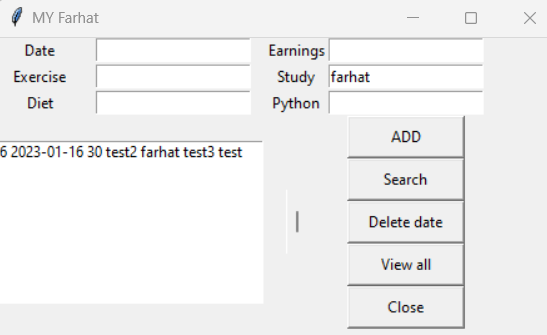 MY Farhat
Date Earnings
Exercise Study farhat
Diet Python
6 2023-01-16 30 test2 farhat test3 test
ADD
Search
Delete date
View all
Close